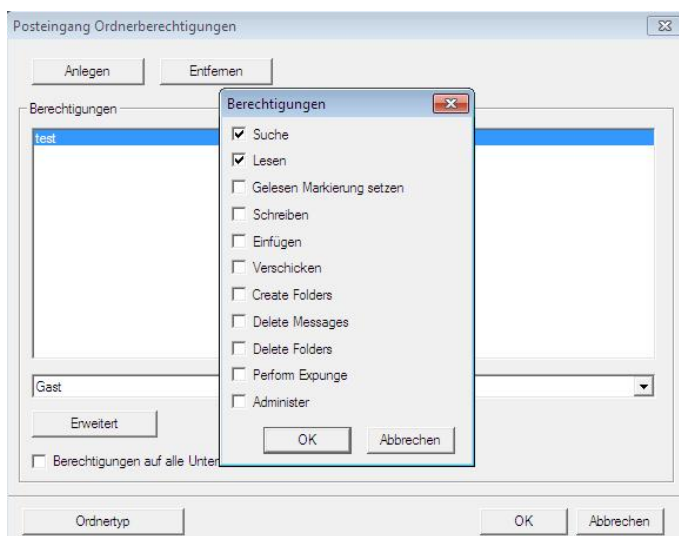 Posteingang Ordnerberechtigungen
Anlegen
Entfernen
Berechtigungen
test
Berechtigungen
Suche
Lesen
Gelesen Markierung setzen
Schreiben
Einfügen
Verschicken
Create Folders
Delete Messages
Delete Folders
Perform Expunge
Administer
OK
Abbrechen
Gast
Erweitert
Berechtigungen auf alle Unter
Ordnertyp
OK
Abbrechen